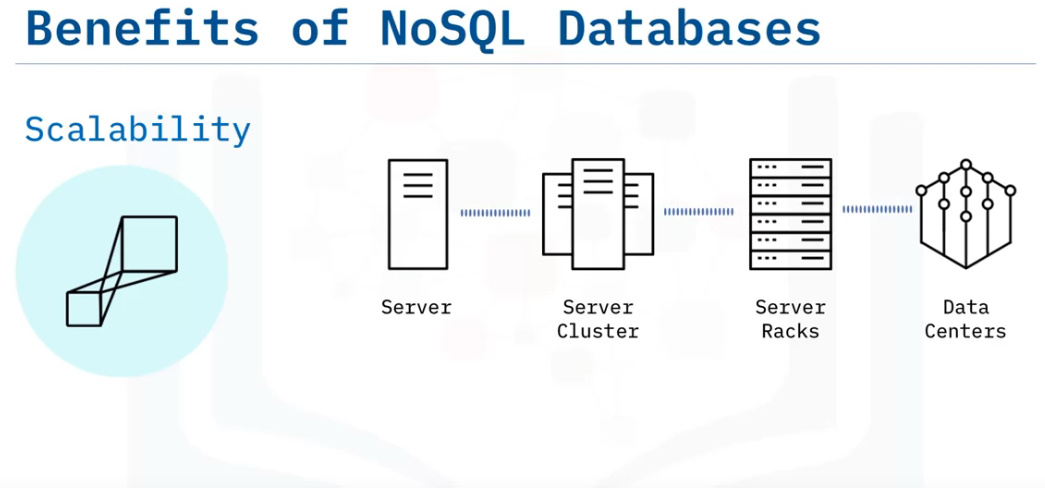 Benefits of NoSQL Databases
Scalability
Server
Server
Cluster
Server
Racks
Data
Centers